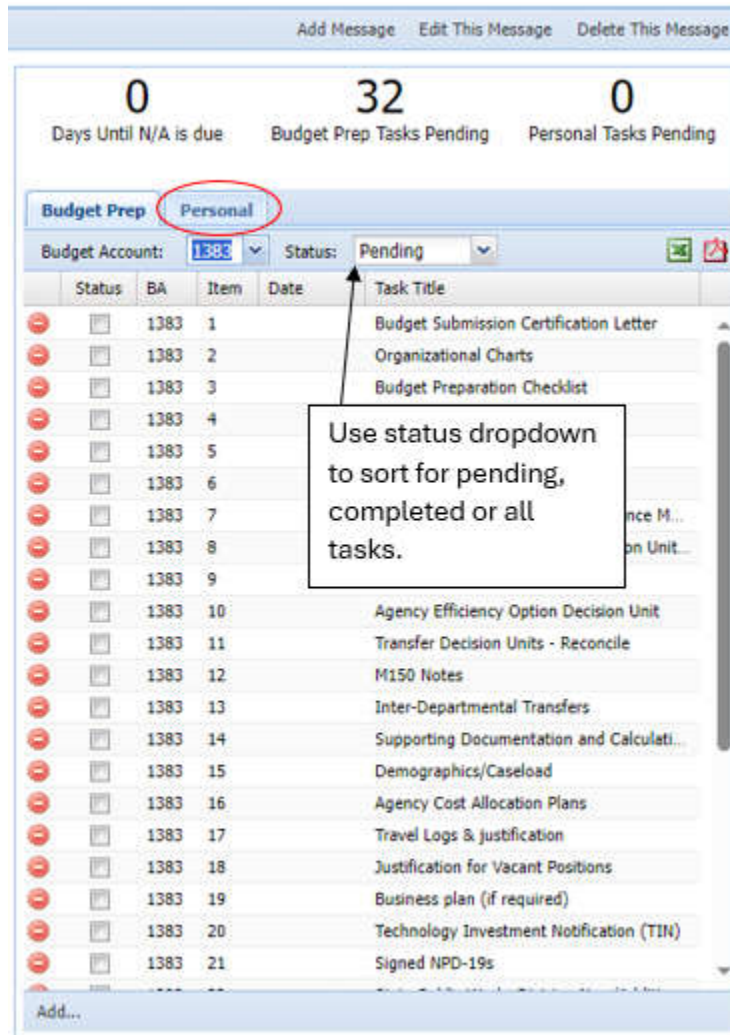 Add Message Edit This Message Delete This Message
0 32 0
Days Until N/A is due Budget Prep Tasks Pending Personal Tasks Pending
Budget Prep Personal
Budget Account: 1383 Status: Pending
Status BA Item Date Task Title
1383 1 Budget Submission Certification Letter
1383 2 Organizational Charts
1383 3 Budget Preparation Checklist
1383 4
1383 5
1383 6
1383 7 nce M...
1383 8 on Unit...
1383 9
Use status dropdown
to sort for pending,
completed or all
tasks.
1383 10 Agency Efficiency Option Decision Unit
1383 11 Transfer Decision Units - Reconcile
1383 12 M150 Notes
1383 13 Inter-Departmental Transfers
1383 14 Supporting Documentation and Calculati...
1383 15 Demographics/Caseload
1383 16 Agency Cost Allocation Plans
1383 17 Travel Logs & justification
1383 18 Justification for Vacant Positions
1383 19 Business plan (if required)
1383 20 Technology Investment Notification (TIN)
1383 21 Signed NPD-19s
Add...